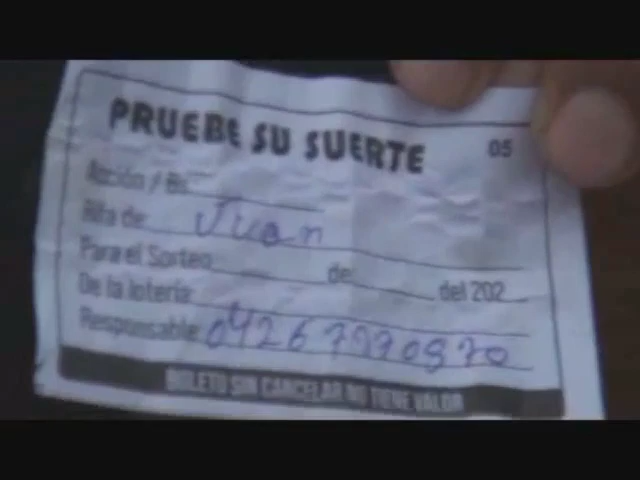 PRUEBE SU SUERTE 05
Acción / Bs.
Rifa de: Juan
Para el Sorteo de del 202
De la lotería:
Responsable: 04267990870
BOLETO SIN CANCELAR NO TIENE VALOR